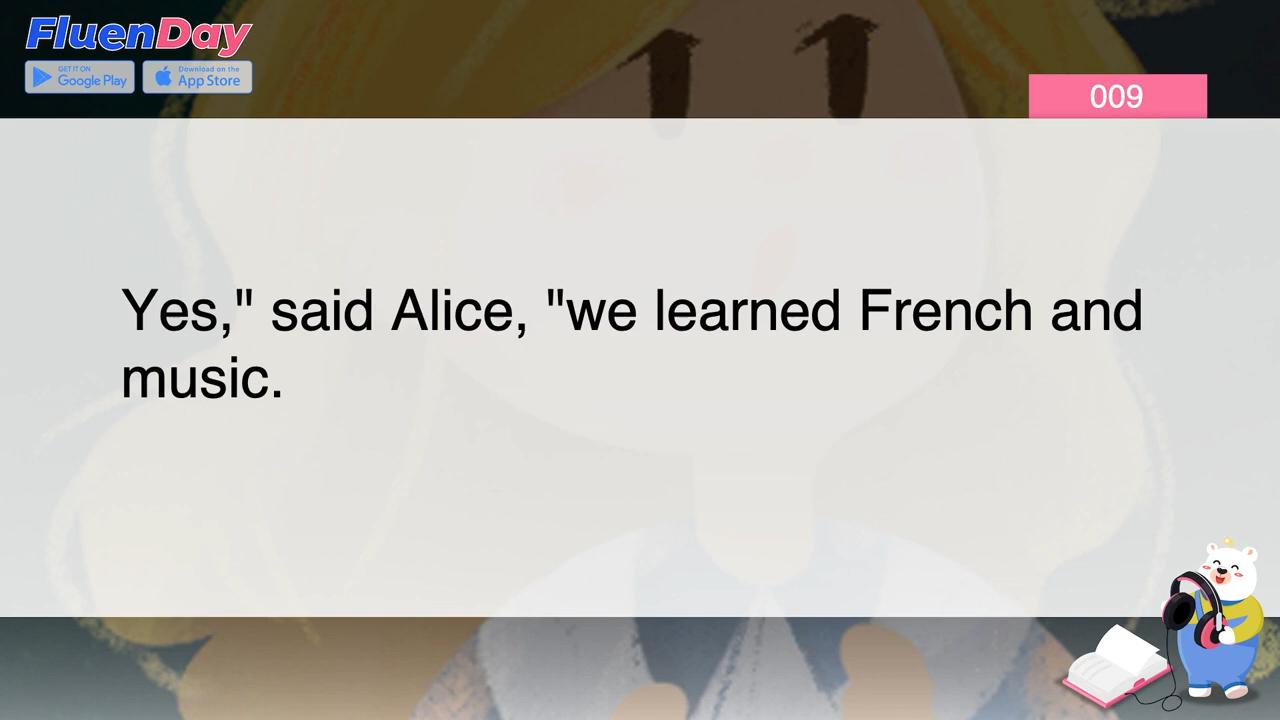 FluenDay
GET IT ON
Google Play
Download on the
App Store
009
Yes," said Alice, "we learned French and
music.